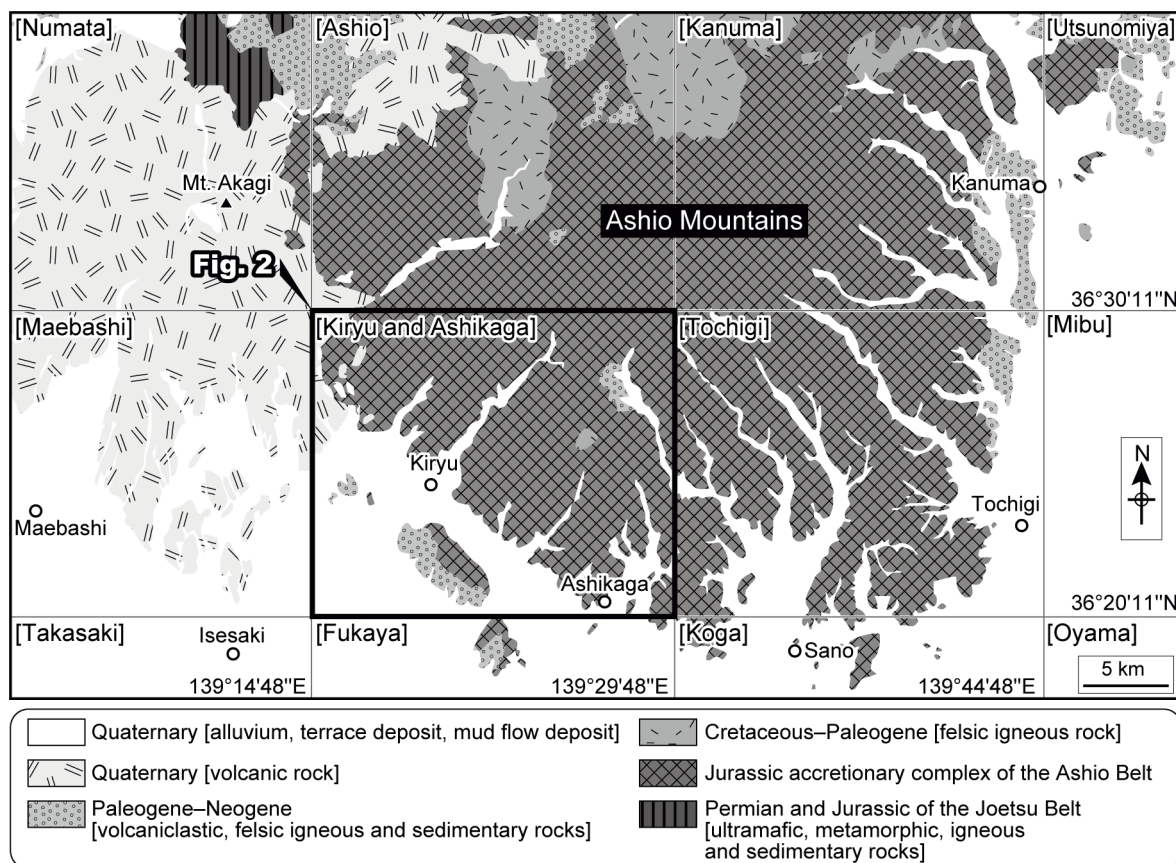 [Numata]
[Ashio]
[Kanuma]
[Utsunomiya]
Mt. Akagi
Kanuma
Ashio Mountains
Fig. 2
36°30'11"N
[Maebashi]
[Kiryu and Ashikaga]
[Tochigi]
[Mibu]
Kiryu
N
Maebashi
Tochigi
Ashikaga
36°20'11"N
[Takasaki]
Isesaki
[Fukaya]
[Koga]
Sano
[Oyama]
139°14'48"E
139°29'48"E
139°44'48"E
5 km
Quaternary [alluvium, terrace deposit, mud flow deposit]
Quaternary [volcanic rock]
Paleogene–Neogene
[volcaniclastic, felsic igneous and sedimentary rocks]
Cretaceous–Paleogene [felsic igneous rock]
Jurassic accretionary complex of the Ashio Belt
Permian and Jurassic of the Joetsu Belt
[ultramafic, metamorphic, igneous
and sedimentary rocks]